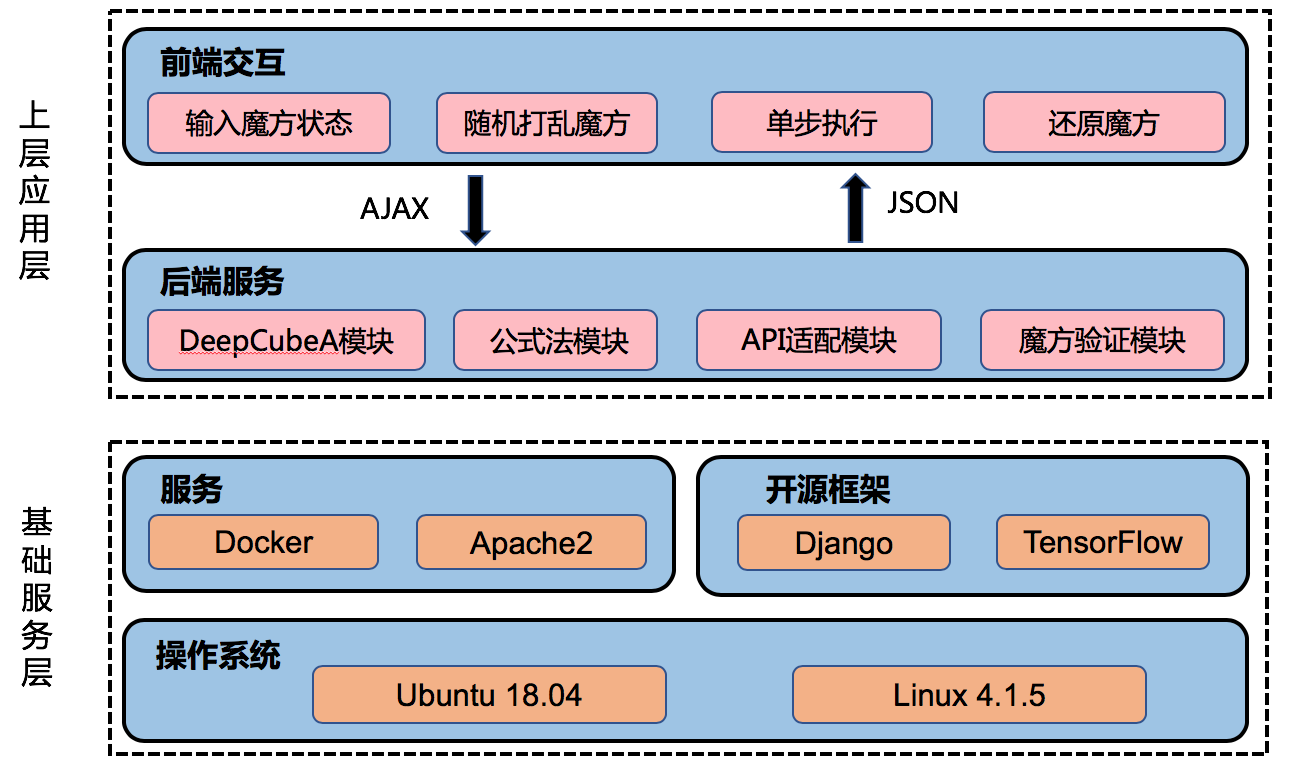 上层应用层
前端交互
输入魔方状态
随机打乱魔方
单步执行
还原魔方
AJAX
JSON
后端服务
DeepCubeA模块
公式法模块
API适配模块
魔方验证模块
基础服务层
服务
Docker
Apache2
开源框架
Django
TensorFlow
操作系统
Ubuntu 18.04
Linux 4.1.5